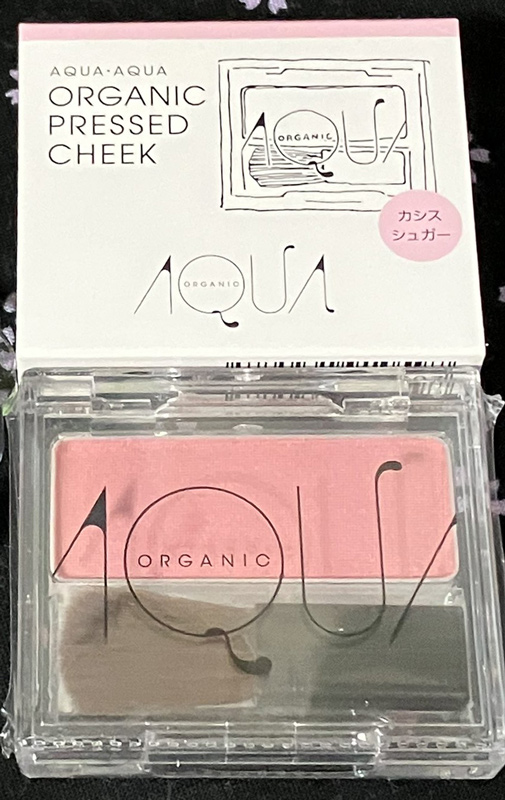 AQUA·AQUA
ORGANIC
PRESSED
CHEEK
AQUA
ORGANIC
カシス
シュガー
AQUA
ORGANIC
AQUA
ORGANIC